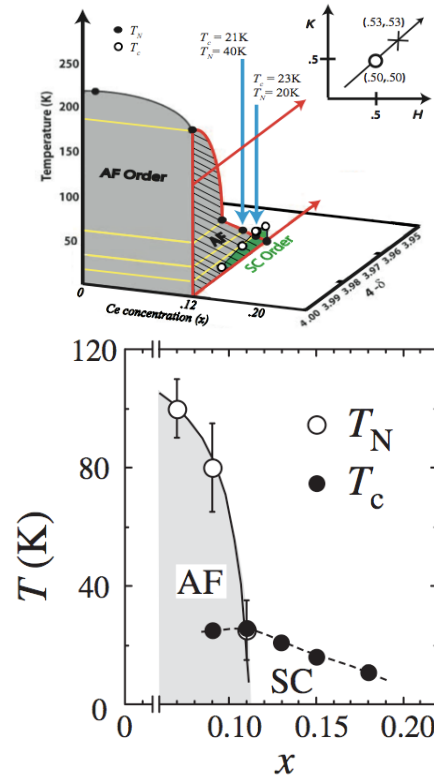 T_N
T_c
T_c = 21K
T_N = 40K
T_c = 23K
T_N = 20K
K
(.53,.53)
.5
(.50,.50)
.5
H
Temperature (K)
250
200
150
100
50
AF Order
AF
SC Order
0
.12
.20
Ce concentration (x)
4.00
3.99
3.98
3.97
3.96
3.95
4-δ
120
80
40
0
T (K)
T_N
T_c
AF
SC
0
0.10
0.15
0.20
x